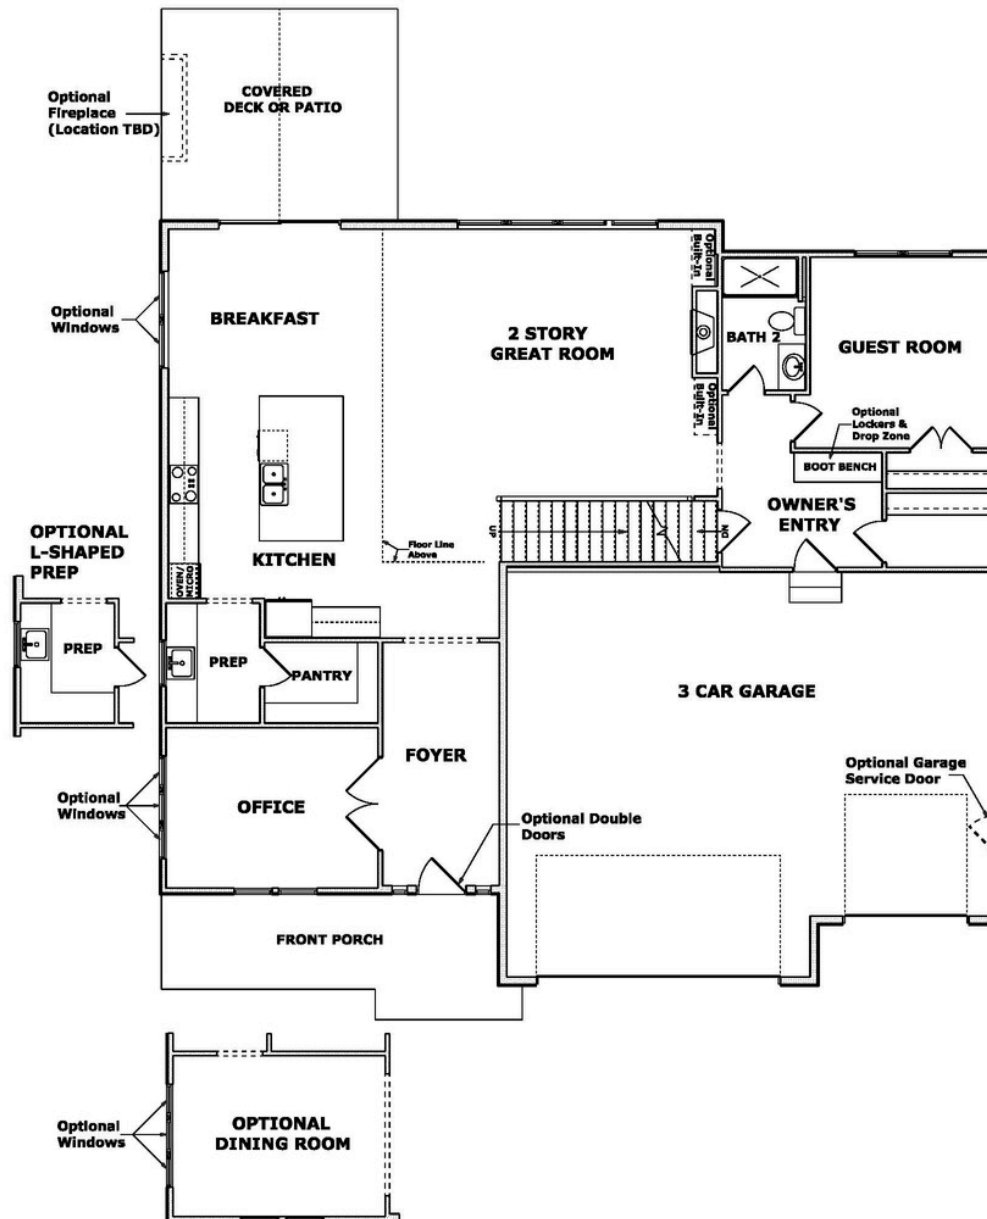 COVERED
DECK OR PATIO
Optional
Fireplace
(Location TBD)
Optional
Built-In
Optional
Windows
BREAKFAST
2 STORY
GREAT ROOM
BATH 2
GUEST ROOM
Optional
Built-In
Optional
Lockers &
Drop Zone
BOOT BENCH
OWNER'S
ENTRY
UP
DN
OPTIONAL
L-SHAPED
PREP
KITCHEN
Floor Line
Above
OVEN/
MICRO
PREP
PREP
PANTRY
3 CAR GARAGE
FOYER
Optional Garage
Service Door
Optional
Windows
OFFICE
Optional Double
Doors
FRONT PORCH
Optional
Windows
OPTIONAL
DINING ROOM